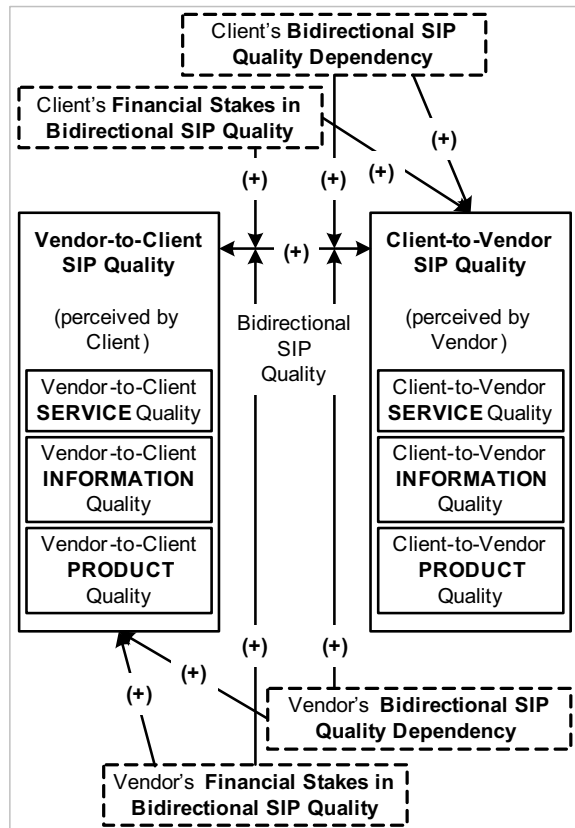 Client's Bidirectional SIP
Quality Dependency
Client's Financial Stakes in
Bidirectional SIP Quality
(+)
(+)
(+)
(+)
Vendor-to-Client
SIP Quality
(perceived by
Client)
Vendor-to-Client
SERVICE Quality
Vendor-to-Client
INFORMATION
Quality
Vendor-to-Client
PRODUCT
Quality
(+)
Bidirectional
SIP
Quality
Client-to-Vendor
SIP Quality
(perceived by
Vendor)
Client-to-Vendor
SERVICE Quality
Client-to-Vendor
INFORMATION
Quality
Client-to-Vendor
PRODUCT
Quality
(+)
(+)
(+)
(+)
Vendor's Bidirectional SIP
Quality Dependency
Vendor's Financial Stakes in
Bidirectional SIP Quality